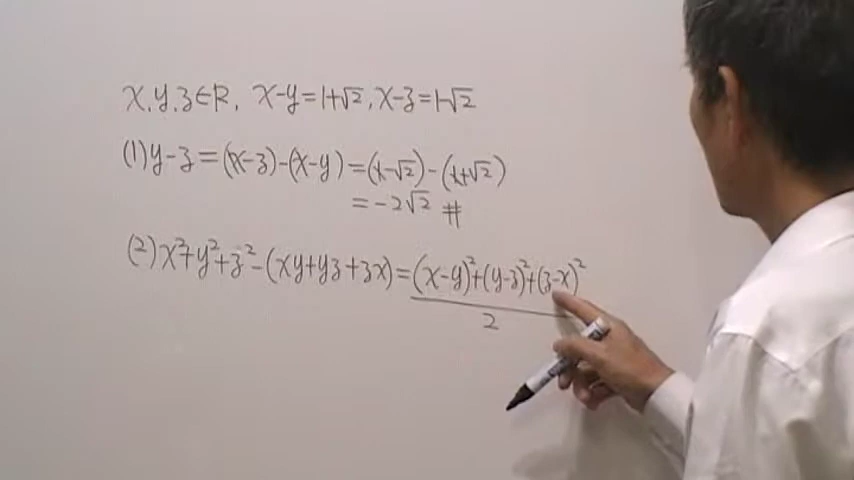 x,y,z∈R, x-y=1+√2, x-z=1-√2
(1) y-z=(x-z)-(x-y)=(1-√2)-(1+√2)
=-2√2 #
(2) x²+y²+z²-(xy+yz+zx)=(x-y)²+(y-z)²+(z-x)²
2